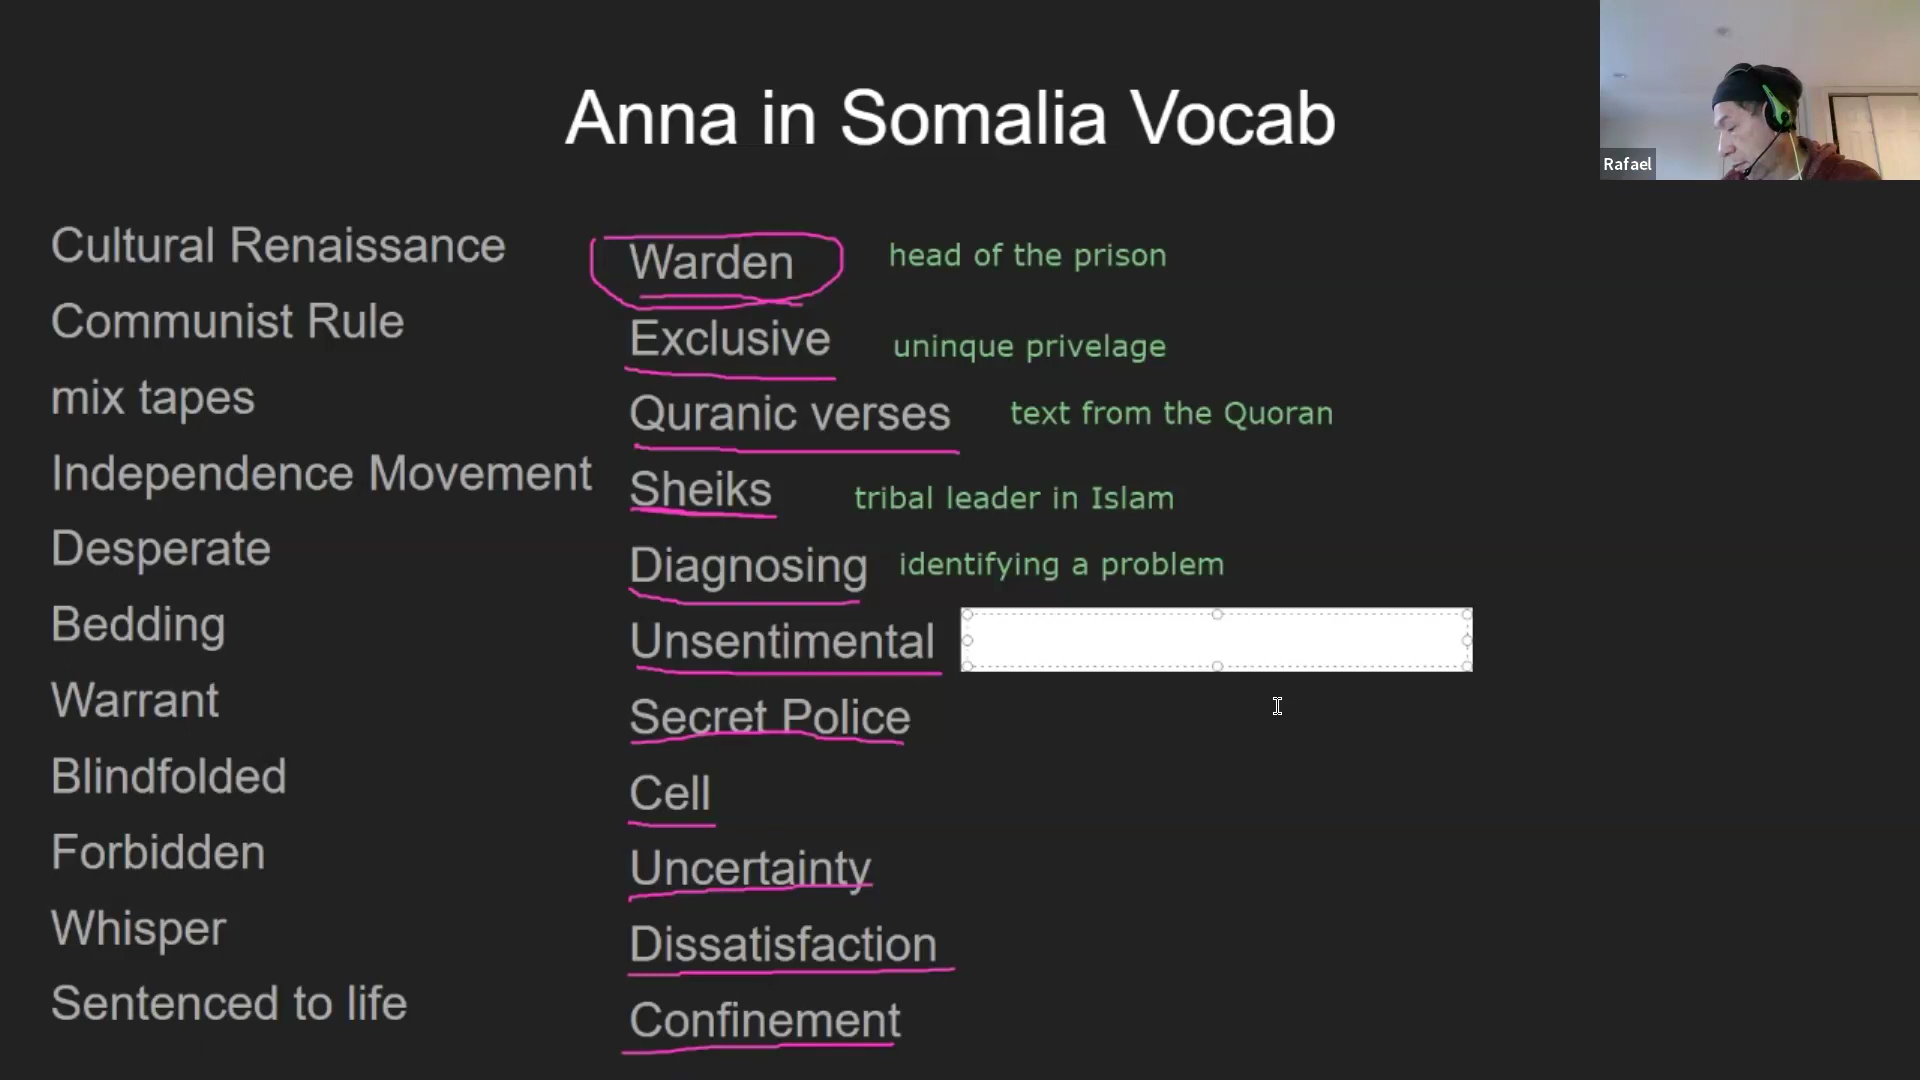 Anna in Somalia Vocab
Rafael
Cultural Renaissance
Communist Rule
mix tapes
Independence Movement
Desperate
Bedding
Warrant
Blindfolded
Forbidden
Whisper
Sentenced to life
Warden head of the prison
Exclusive uninque privelage
Quranic verses text from the Quoran
Sheiks tribal leader in Islam
Diagnosing identifying a problem
Unsentimental
Secret Police
Cell
Uncertainty
Dissatisfaction
Confinement